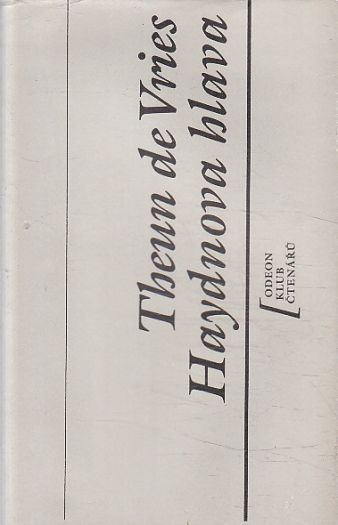 Theun de Vries
Haydnova hlava
ODEON
KLUB
ČTENÁŘŮ